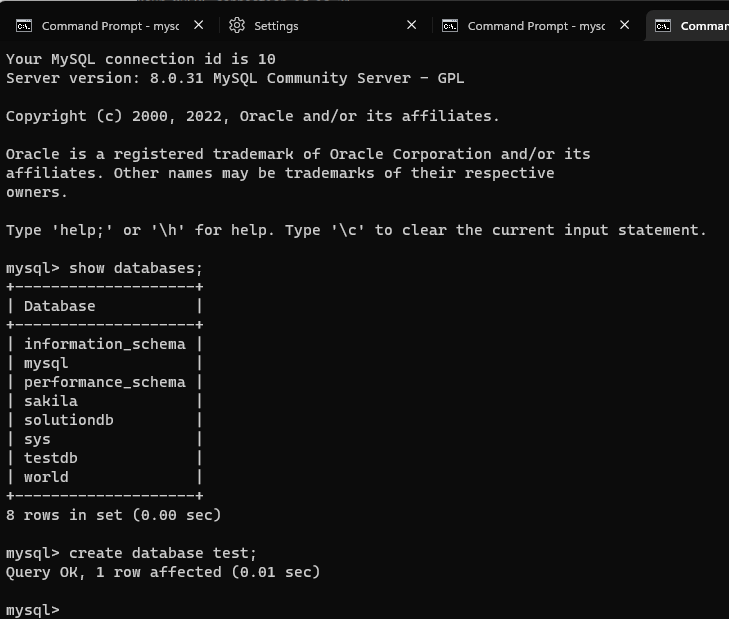 Command Prompt - mysc
Settings
Command Prompt - mysc
Comman
Your MySQL connection id is 10
Server version: 8.0.31 MySQL Community Server - GPL
Copyright (c) 2000, 2022, Oracle and/or its affiliates.
Oracle is a registered trademark of Oracle Corporation and/or its
affiliates. Other names may be trademarks of their respective
owners.
Type 'help;' or '\h' for help. Type '\c' to clear the current input statement.
mysql> show databases;
+--------------------+
| Database           |
+--------------------+
| information_schema |
| mysql              |
| performance_schema |
| sakila             |
| solutiondb         |
| sys                |
| testdb             |
| world              |
+--------------------+
8 rows in set (0.00 sec)
mysql> create database test;
Query OK, 1 row affected (0.01 sec)
mysql>